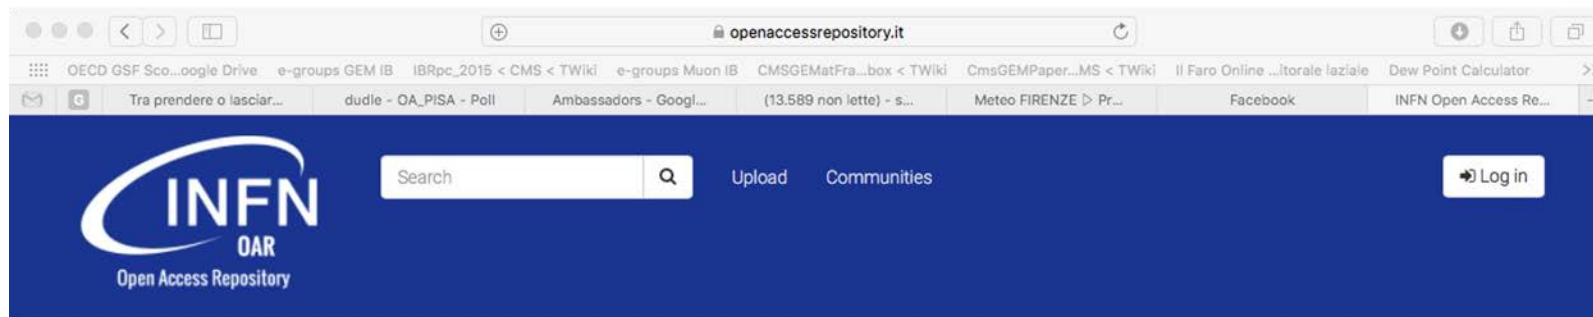 openaccessrepository.it
OECD GSF Sco...oogle Drive e-groups GEM IB IBRpc_2015 < CMS < TWiki e-groups Muon IB CMSGEMatFra...box < TWiki CmsGEMPaper...MS < TWiki Il Faro Online ...itorale laziale Dew Point Calculator
G Tra prendere o lasciar... dudle - OA_PISA - Poll Ambassadors - Googl... (13.589 non lette) - s... Meteo FIRENZE ▷ Pr... Facebook INFN Open Access Re...
INFN
OAR
Open Access Repository
Search Upload Communities Log in